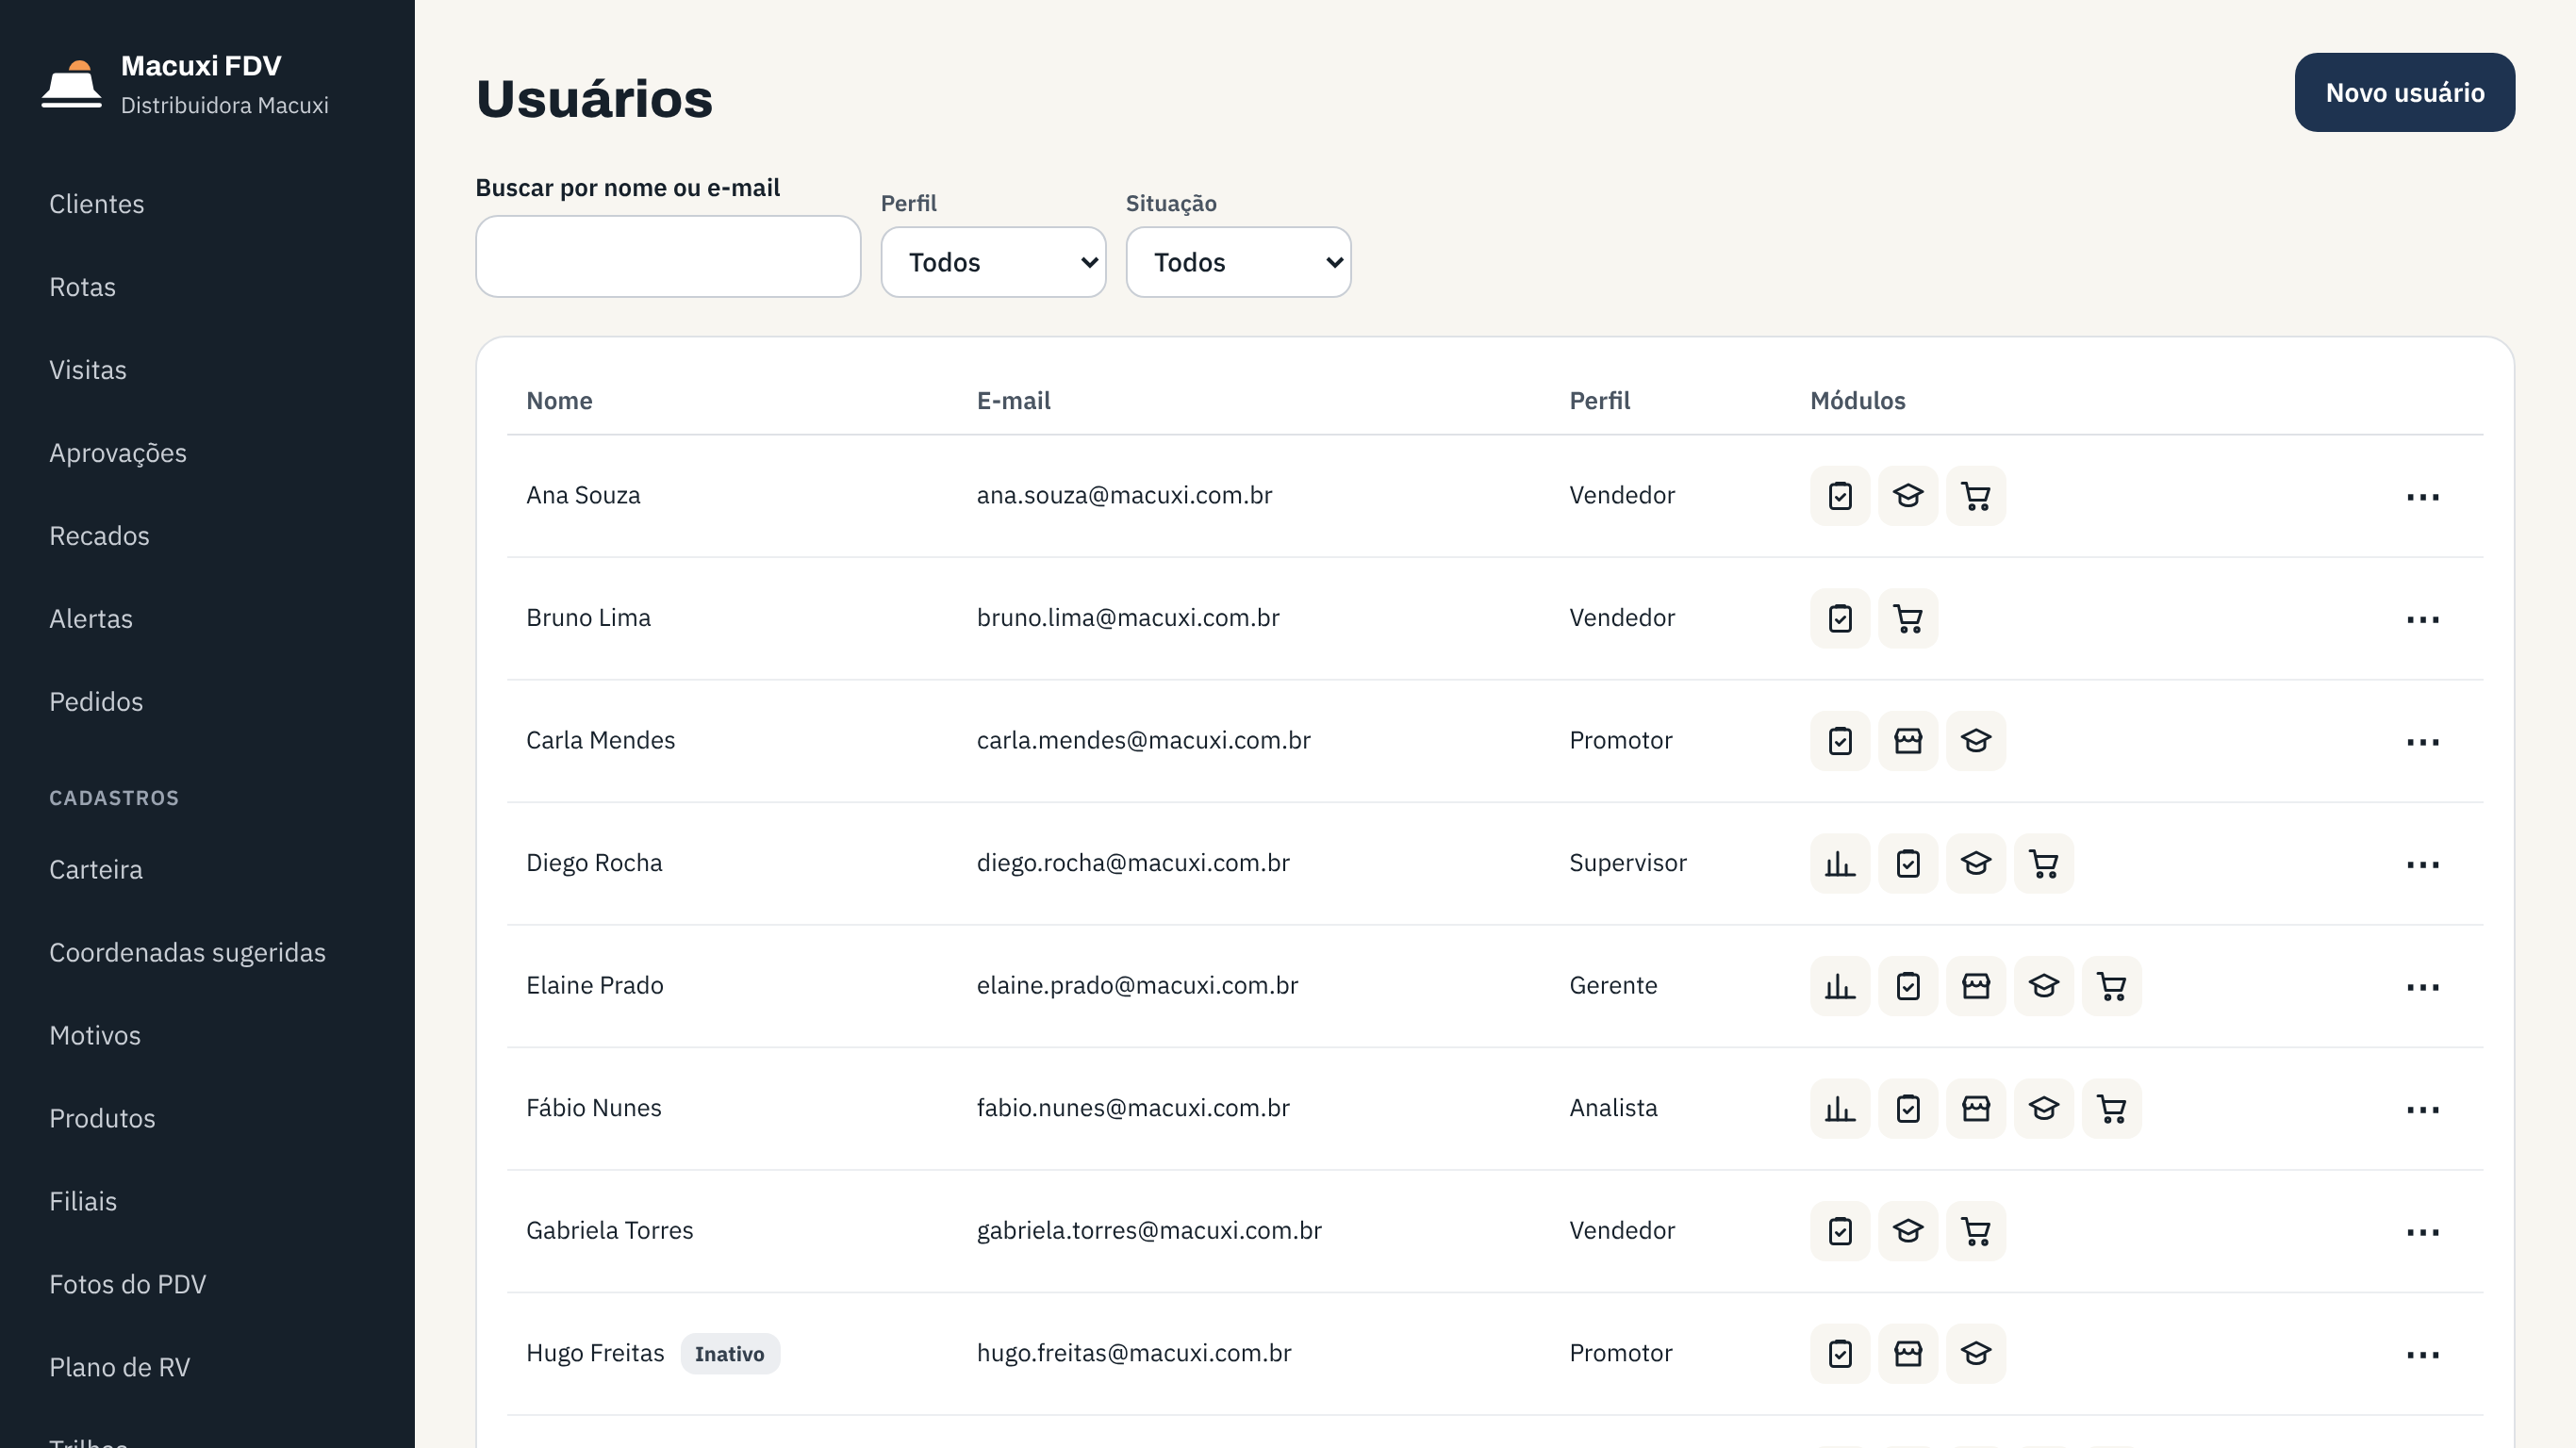 Macuxi FDV
Distribuidora Macuxi
Clientes
Rotas
Visitas
Aprovações
Recados
Alertas
Pedidos
CADASTROS
Carteira
Coordenadas sugeridas
Motivos
Produtos
Filiais
Fotos do PDV
Plano de RV
Usuários
Novo usuário
Buscar por nome ou e-mail
Perfil
Situação
Todos
Todos
Nome E-mail Perfil Módulos
Ana Souza ana.souza@macuxi.com.br Vendedor
Bruno Lima bruno.lima@macuxi.com.br Vendedor
Carla Mendes carla.mendes@macuxi.com.br Promotor
Diego Rocha diego.rocha@macuxi.com.br Supervisor
Elaine Prado elaine.prado@macuxi.com.br Gerente
Fábio Nunes fabio.nunes@macuxi.com.br Analista
Gabriela Torres gabriela.torres@macuxi.com.br Vendedor
Hugo Freitas Inativo hugo.freitas@macuxi.com.br Promotor